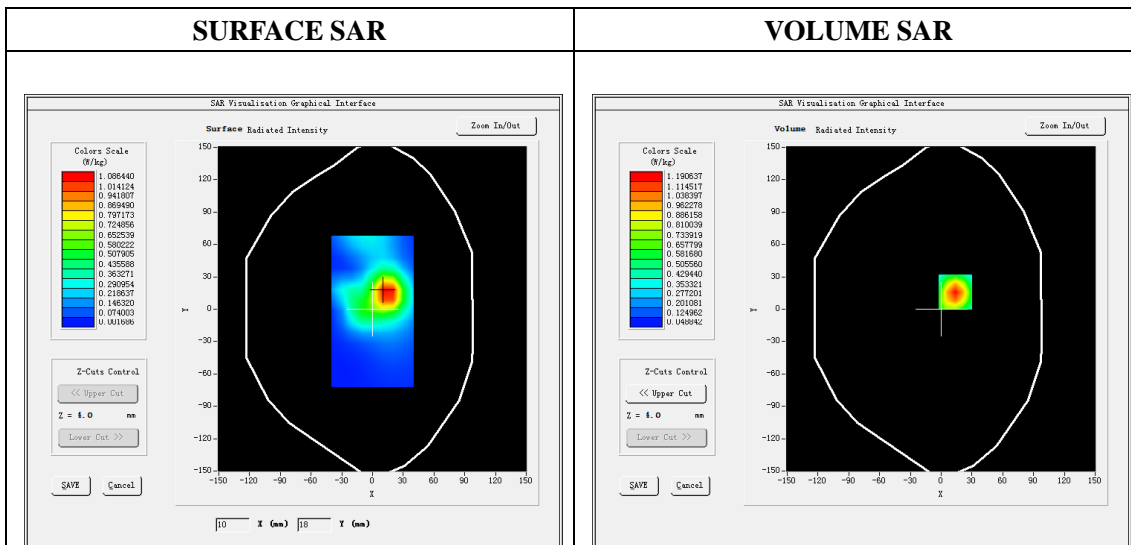 SURFACE SAR
VOLUME SAR
SAR Visualisation Graphical Interface
Surface Radiated Intensity
Zoom In/Out
Colors Scale
(W/kg)
1.086440
1.014124
0.941807
0.869490
0.797173
0.724856
0.652539
0.580222
0.507905
0.435588
0.363271
0.290954
0.218637
0.146320
0.074003
0.001686
Z-Cuts Control
<< Upper Cut
Z = 4.0 mm
Lower Cut >>
SAVE
Cancel
150
120
90
60
30
0
-30
-60
-90
-120
-150
Y
-150 -120 -90 -60 -30 0 30 60 90 120 150
X
10 X (mm) 18 Y (mm)
SAR Visualisation Graphical Interface
Volume Radiated Intensity
Zoom In/Out
Colors Scale
(W/kg)
1.190637
1.114517
1.038397
0.962278
0.886158
0.810039
0.733919
0.657799
0.581680
0.505560
0.429440
0.353321
0.277201
0.201081
0.124962
0.048842
Z-Cuts Control
<< Upper Cut
Z = 4.0 mm
Lower Cut >>
SAVE
Cancel
150
120
90
60
30
0
-30
-60
-90
-120
-150
Y
-150 -120 -90 -60 -30 0 30 60 90 120 150
X